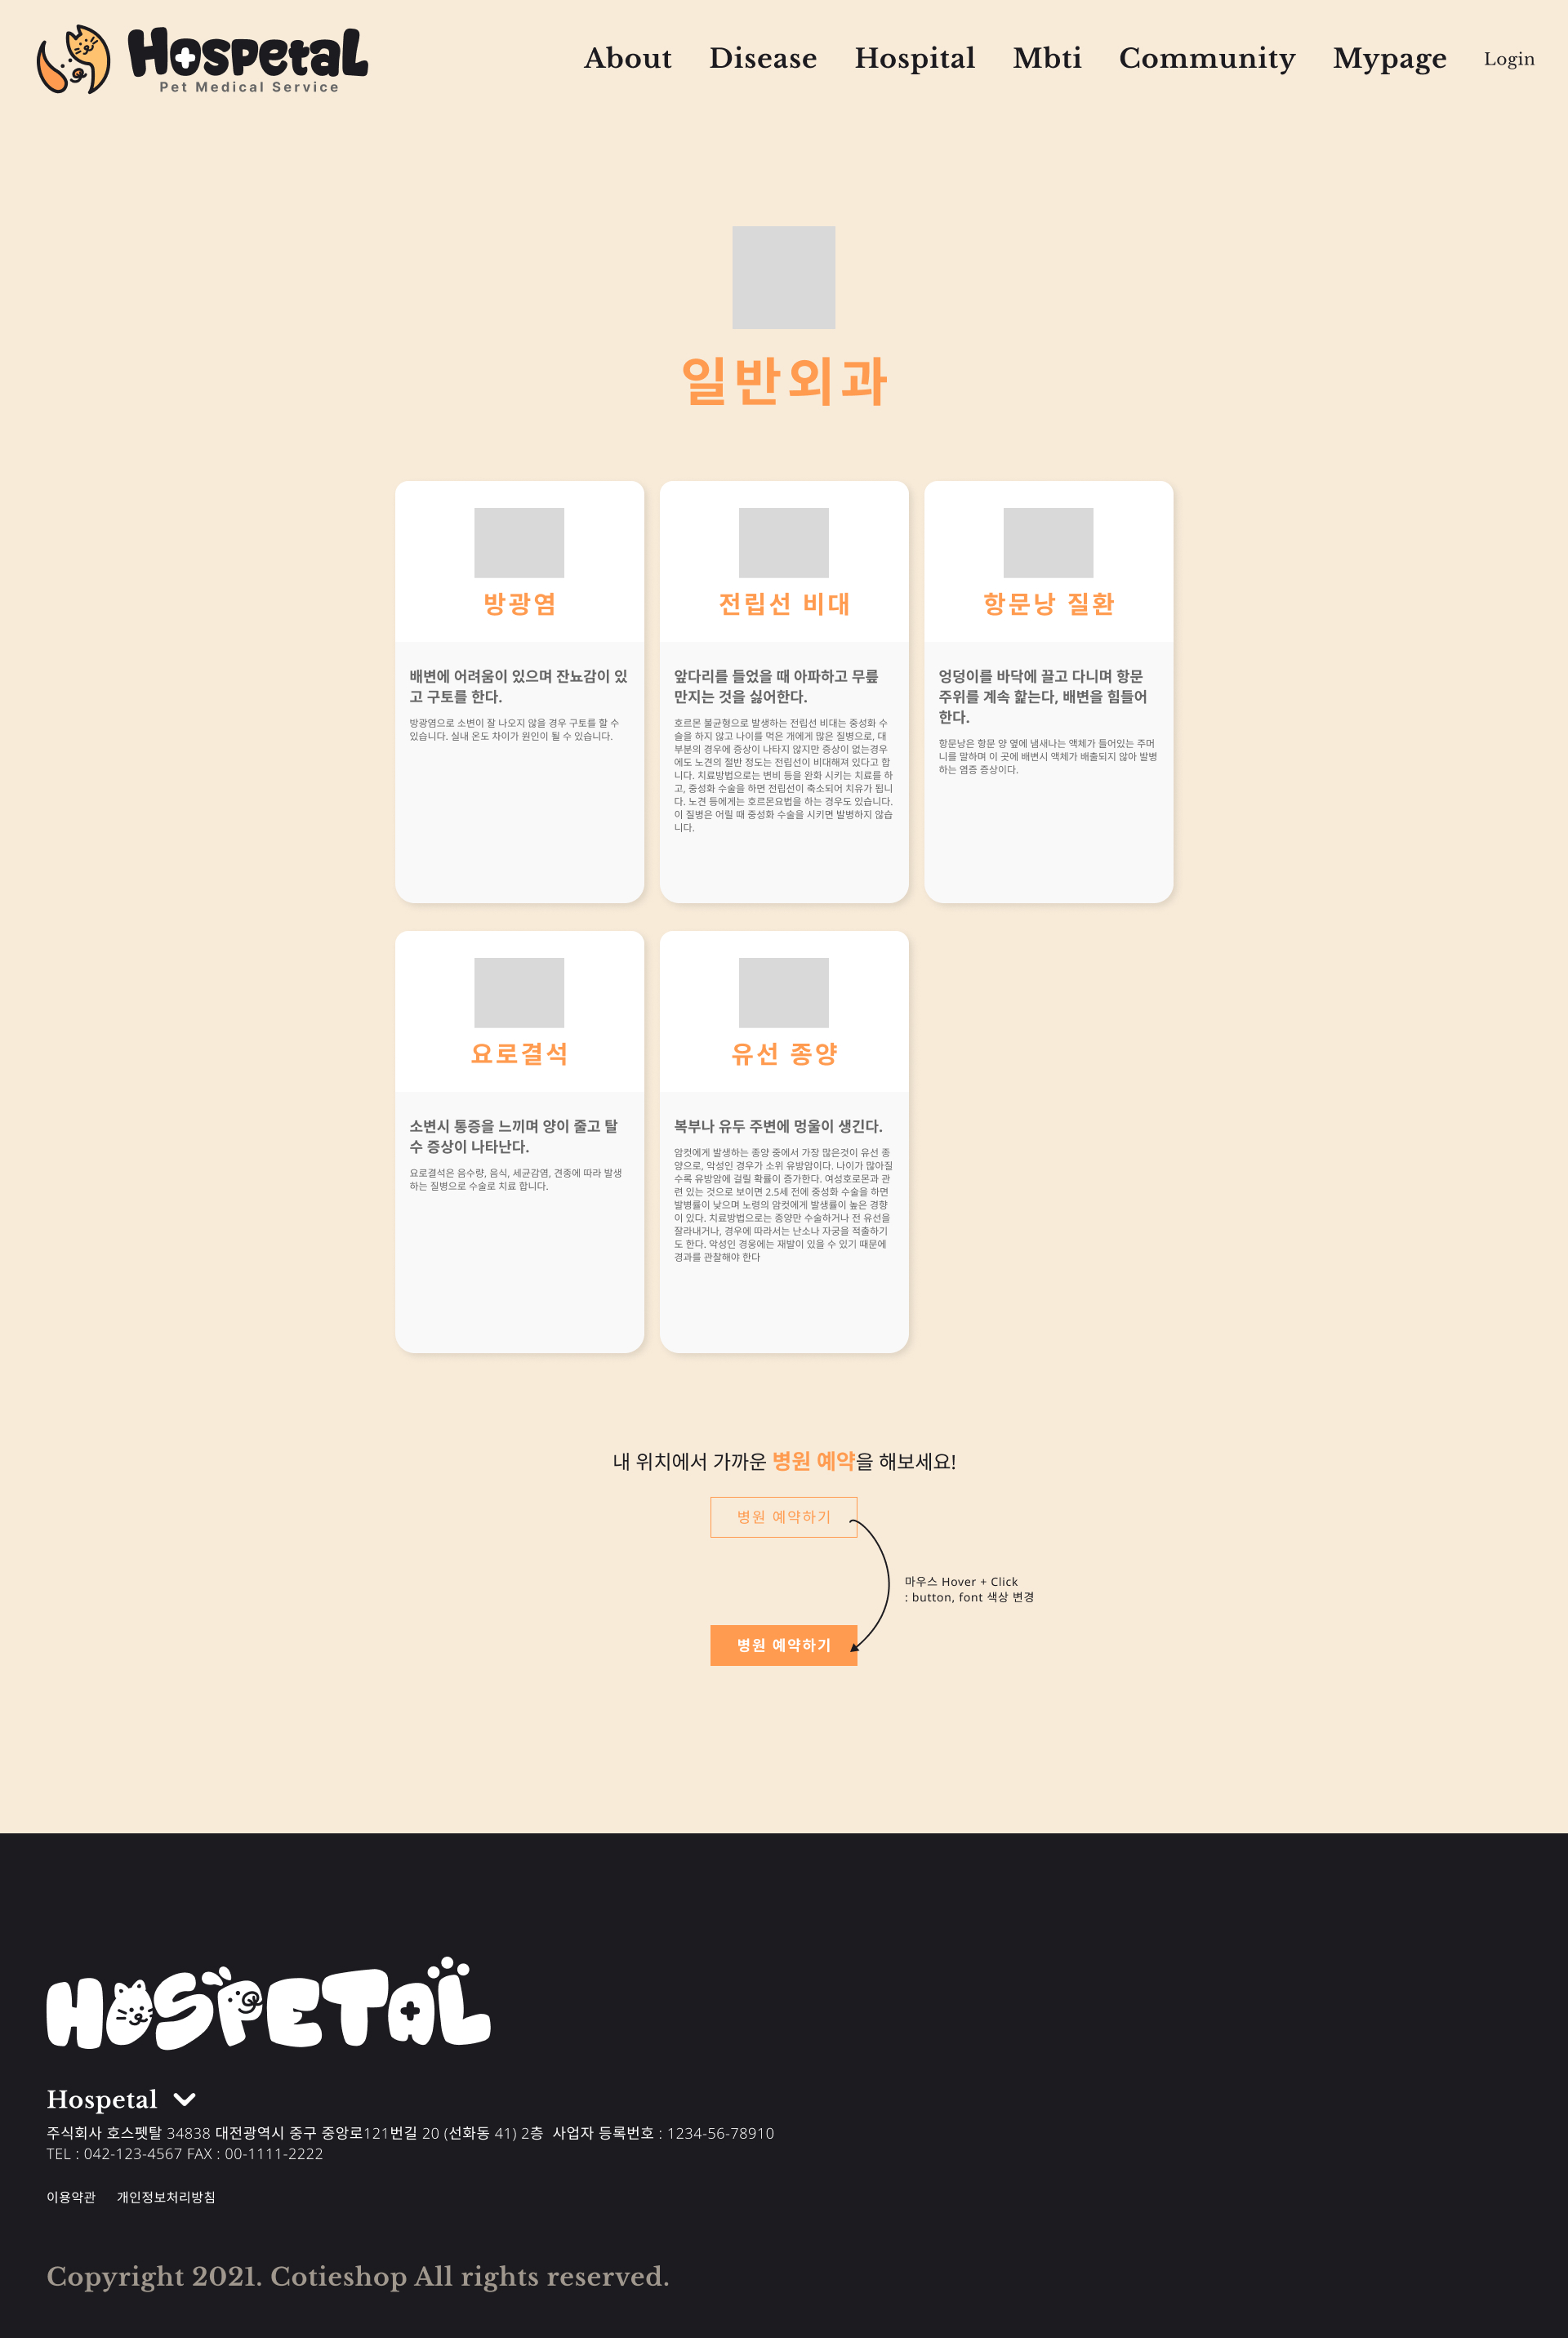 Hospetal
Pet Medical Service
About Disease Hospital Mbti Community Mypage Login
일반외과
방광염
배변에 어려움이 있으며 잔뇨감이 있
고 구토를 한다.
방광염으로 소변이 잘 나오지 않을 경우 구토를 할 수
있습니다. 실내 온도 차이가 원인이 될 수 있습니다.
전립선 비대
앞다리를 들었을 때 아파하고 무릎
만지는 것을 싫어한다.
호르몬 불균형으로 발생하는 전립선 비대는 중성화 수
술을 하지 않고 나이를 먹은 개에게 많은 질병으로, 대
부분의 경우에 증상이 나타지 않지만 증상이 없는경우
에도 노견의 절반 정도는 전립선이 비대해져 있다고 합
니다. 치료방법으로는 변비 등을 완화 시키는 치료를 하
고, 중성화 수술을 하면 전립선이 축소되어 치유가 됩니
다. 노견 등에게는 호르몬요법을 하는 경우도 있습니다.
이 질병은 어릴 때 중성화 수술을 시키면 발병하지 않습
니다.
항문낭 질환
엉덩이를 바닥에 끌고 다니며 항문
주위를 계속 핥는다, 배변을 힘들어
한다.
항문낭은 항문 양 옆에 냄새나는 액체가 들어있는 주머
니를 말하며 이 곳에 배변시 액체가 배출되지 않아 발병
하는 염증 증상이다.
요로결석
소변시 통증을 느끼며 양이 줄고 탈
수 증상이 나타난다.
요로결석은 음수량, 음식, 세균감염, 견종에 따라 발생
하는 질병으로 수술로 치료 합니다.
유선 종양
복부나 유두 주변에 멍울이 생긴다.
암컷에게 발생하는 종양 중에서 가장 많은것이 유선 종
양으로, 악성인 경우가 소위 유방암이다. 나이가 많아질
수록 유방암에 걸릴 확률이 증가한다. 여성호로몬과 관
련 있는 것으로 보이면 2.5세 전에 중성화 수술을 하면
발병률이 낮으며 노령의 암컷에게 발생률이 높은 경향
이 있다. 치료방법으로는 종양만 수술하거나 전 유선을
잘라내거나, 경우에 따라서는 난소나 자궁을 적출하기
도 한다. 악성인 경웅에는 재발이 있을 수 있기 때문에
경과를 관찰해야 한다
내 위치에서 가까운 병원 예약을 해보세요!
병원 예약하기
마우스 Hover + Click
: button, font 색상 변경
병원 예약하기
HOSPETAL
Hospetal
주식회사 호스펫탈 34838 대전광역시 중구 중앙로121번길 20 (선화동 41) 2층 사업자 등록번호 : 1234-56-78910
TEL : 042-123-4567 FAX : 00-1111-2222
이용약관 개인정보처리방침
Copyright 2021. Cotieshop All rights reserved.